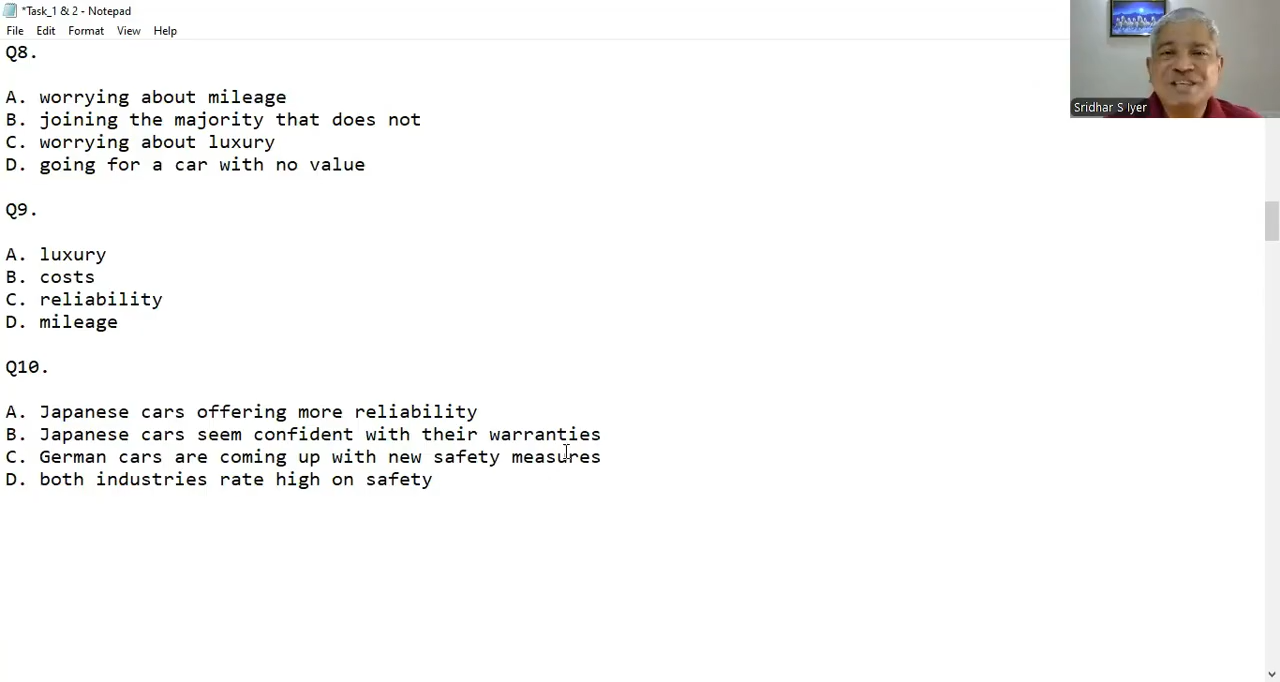 *Task_1 & 2 - Notepad
File Edit Format View Help
Q8.
A. worrying about mileage
B. joining the majority that does not
C. worrying about luxury
D. going for a car with no value
Q9.
A. luxury
B. costs
C. reliability
D. mileage
Q10.
A. Japanese cars offering more reliability
B. Japanese cars seem confident with their warranties
C. German cars are coming up with new safety measures
D. both industries rate high on safety
Sridhar S Iyer